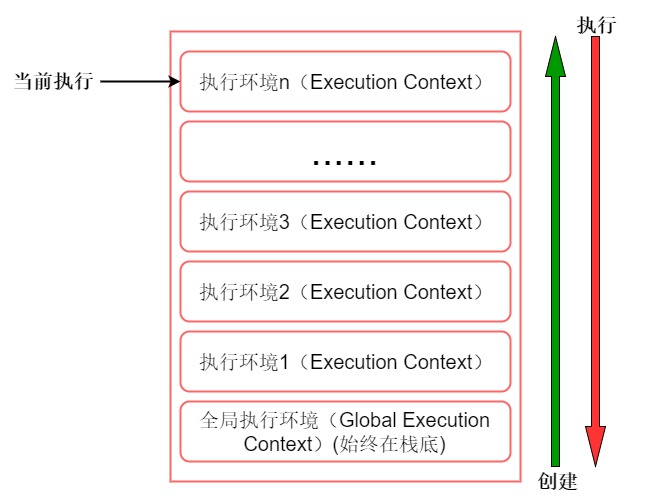 执行
当前执行
执行环境n（Execution Context）
......
执行环境3（Execution Context）
执行环境2（Execution Context）
执行环境1（Execution Context）
全局执行环境（Global Execution
Context）(始终在栈底)
创建